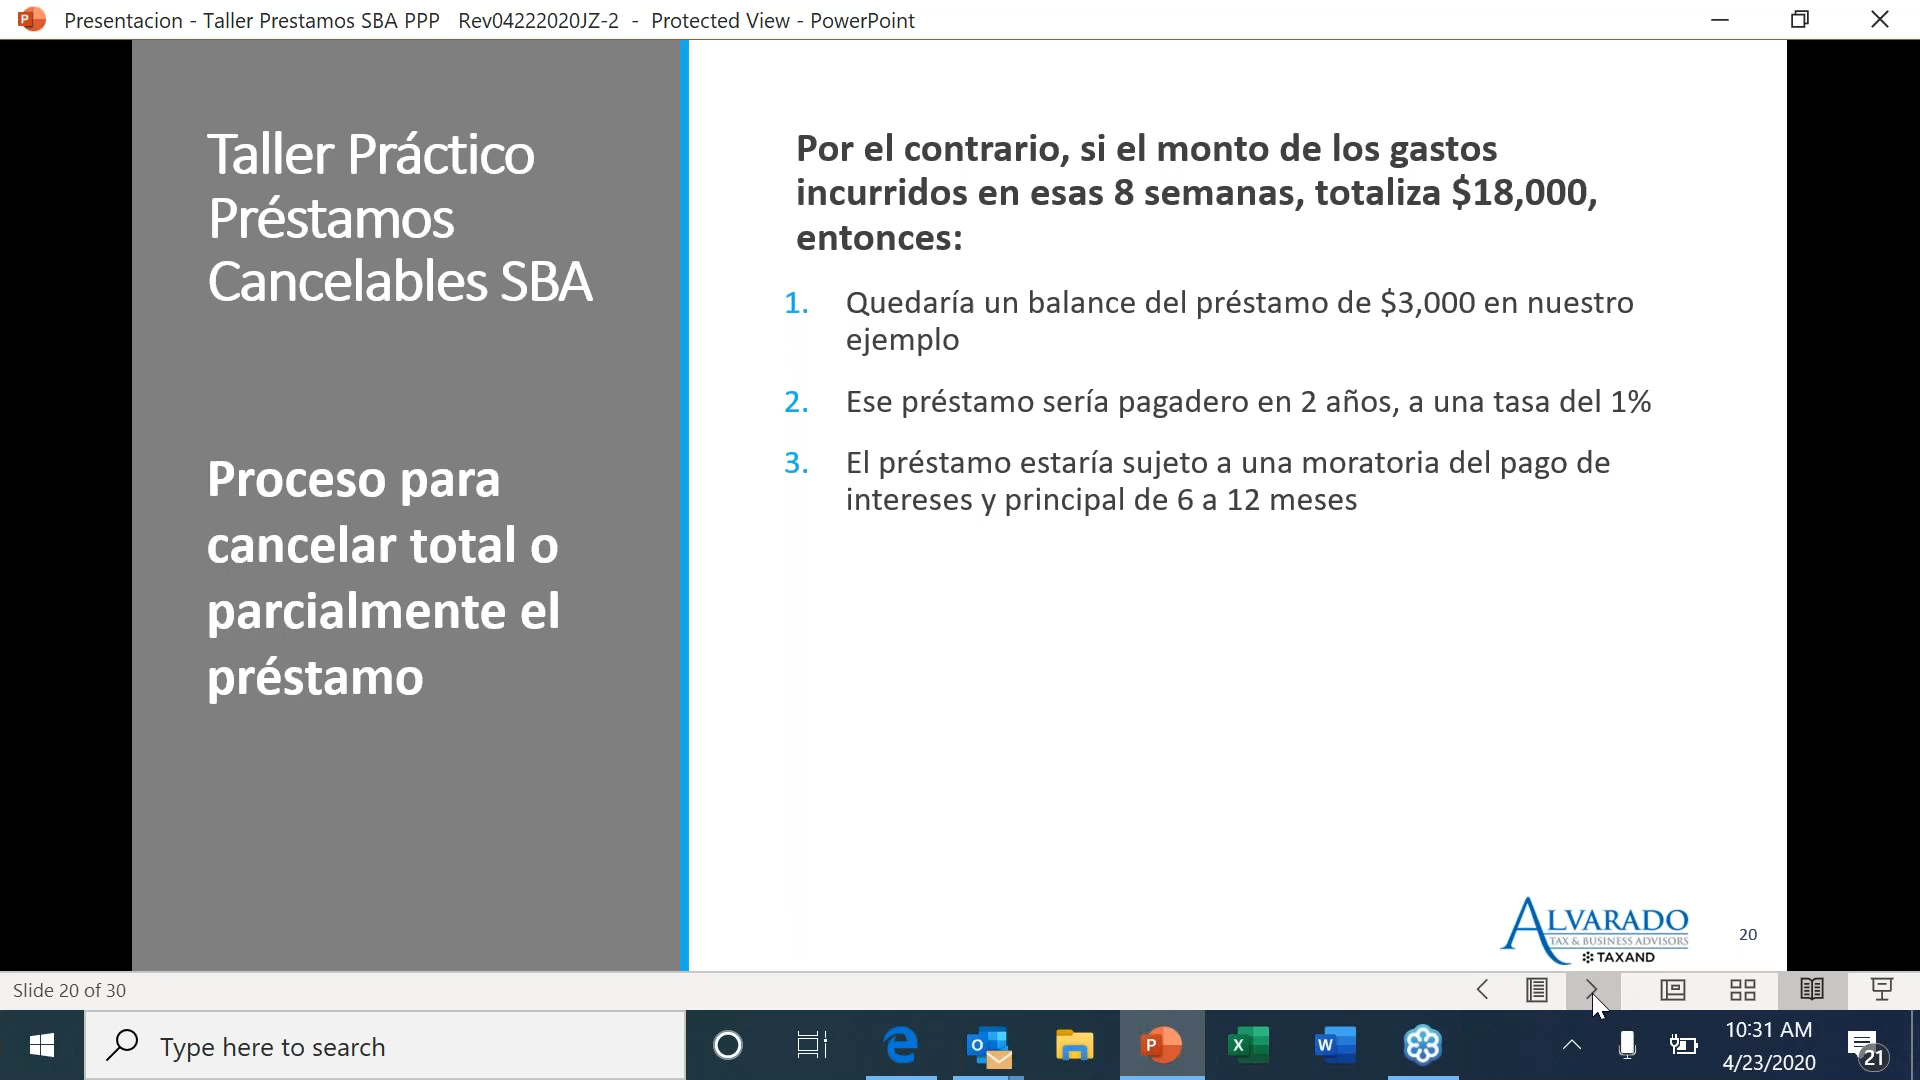 Presentacion - Taller Prestamos SBA PPP   Rev04222020JZ-2  -  Protected View - PowerPoint
Taller Práctico
Préstamos
Cancelables SBA
Proceso para
cancelar total o
parcialmente el
préstamo
Por el contrario, si el monto de los gastos
incurridos en esas 8 semanas, totaliza $18,000,
entonces:
1. Quedaría un balance del préstamo de $3,000 en nuestro
ejemplo
2. Ese préstamo sería pagadero en 2 años, a una tasa del 1%
3. El préstamo estaría sujeto a una moratoria del pago de
intereses y principal de 6 a 12 meses
ALVARADO
TAX & BUSINESS ADVISORS
TAXAND
20
Slide 20 of 30
Type here to search
10:31 AM
4/23/2020
21